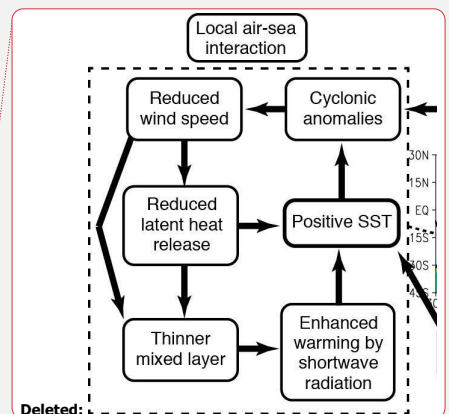 Local air-sea
interaction
Reduced
wind speed
Cyclonic
anomalies
30N
15N
EQ
15S
30S
Reduced
latent heat
release
Positive SST
Thinner
mixed layer
Enhanced
warming by
shortwave
radiation
Deleted: